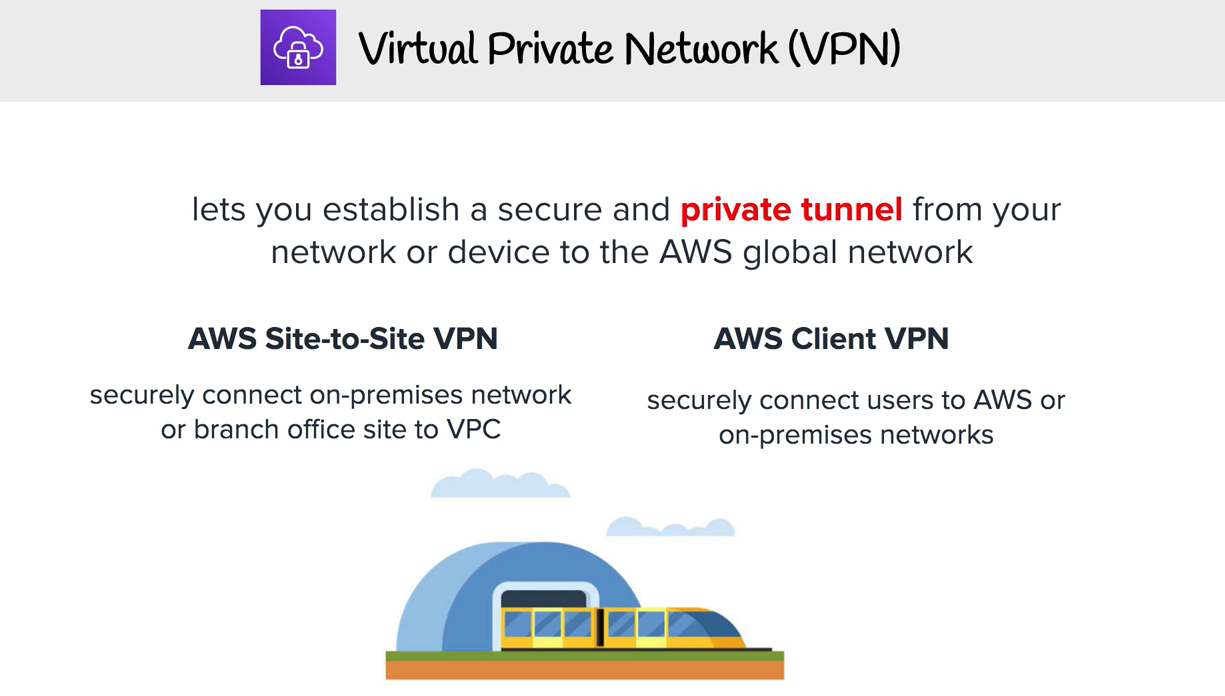 Virtual Private Network (VPN)
lets you establish a secure and private tunnel from your
network or device to the AWS global network
AWS Site-to-Site VPN
securely connect on-premises network
or branch office site to VPC
AWS Client VPN
securely connect users to AWS or
on-premises networks